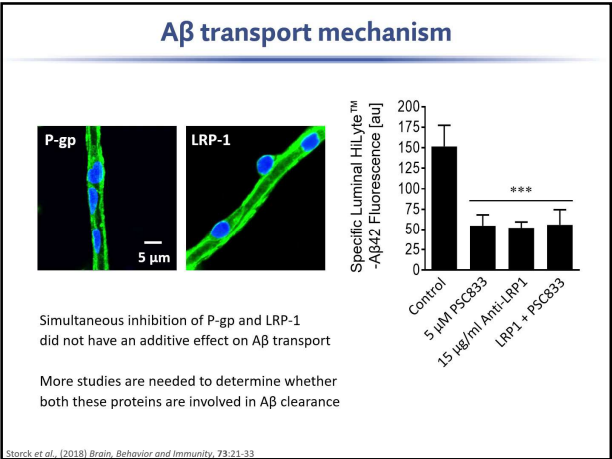 Aβ transport mechanism
P-gp
LRP-1
5 µm
Specific Luminal HiLyte™
-Aβ42 Fluorescence [au]
200
175
150
125
100
75
50
25
0
***
Control
5 µM PSC833
15 µg/ml Anti-LRP1
LRP1 + PSC833
Simultaneous inhibition of P-gp and LRP-1
did not have an additive effect on Aβ transport
More studies are needed to determine whether
both these proteins are involved in Aβ clearance
Storck et al., (2018) Brain, Behavior and Immunity, 73:21-33